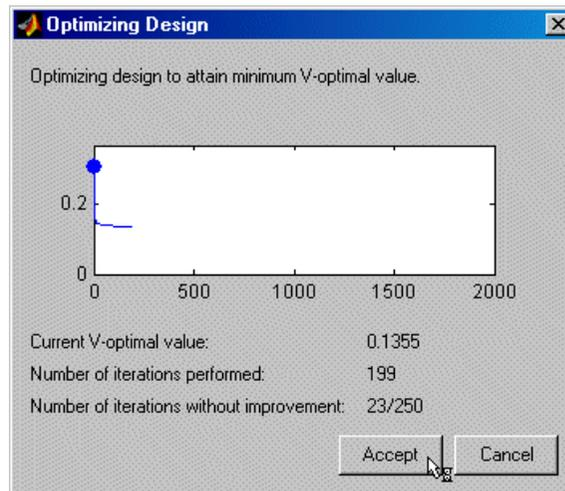 Optimizing Design
Optimizing design to attain minimum V-optimal value.
0.2
0
0 500 1000 1500 2000
Current V-optimal value: 0.1355
Number of iterations performed: 199
Number of iterations without improvement: 23/250
Accept Cancel